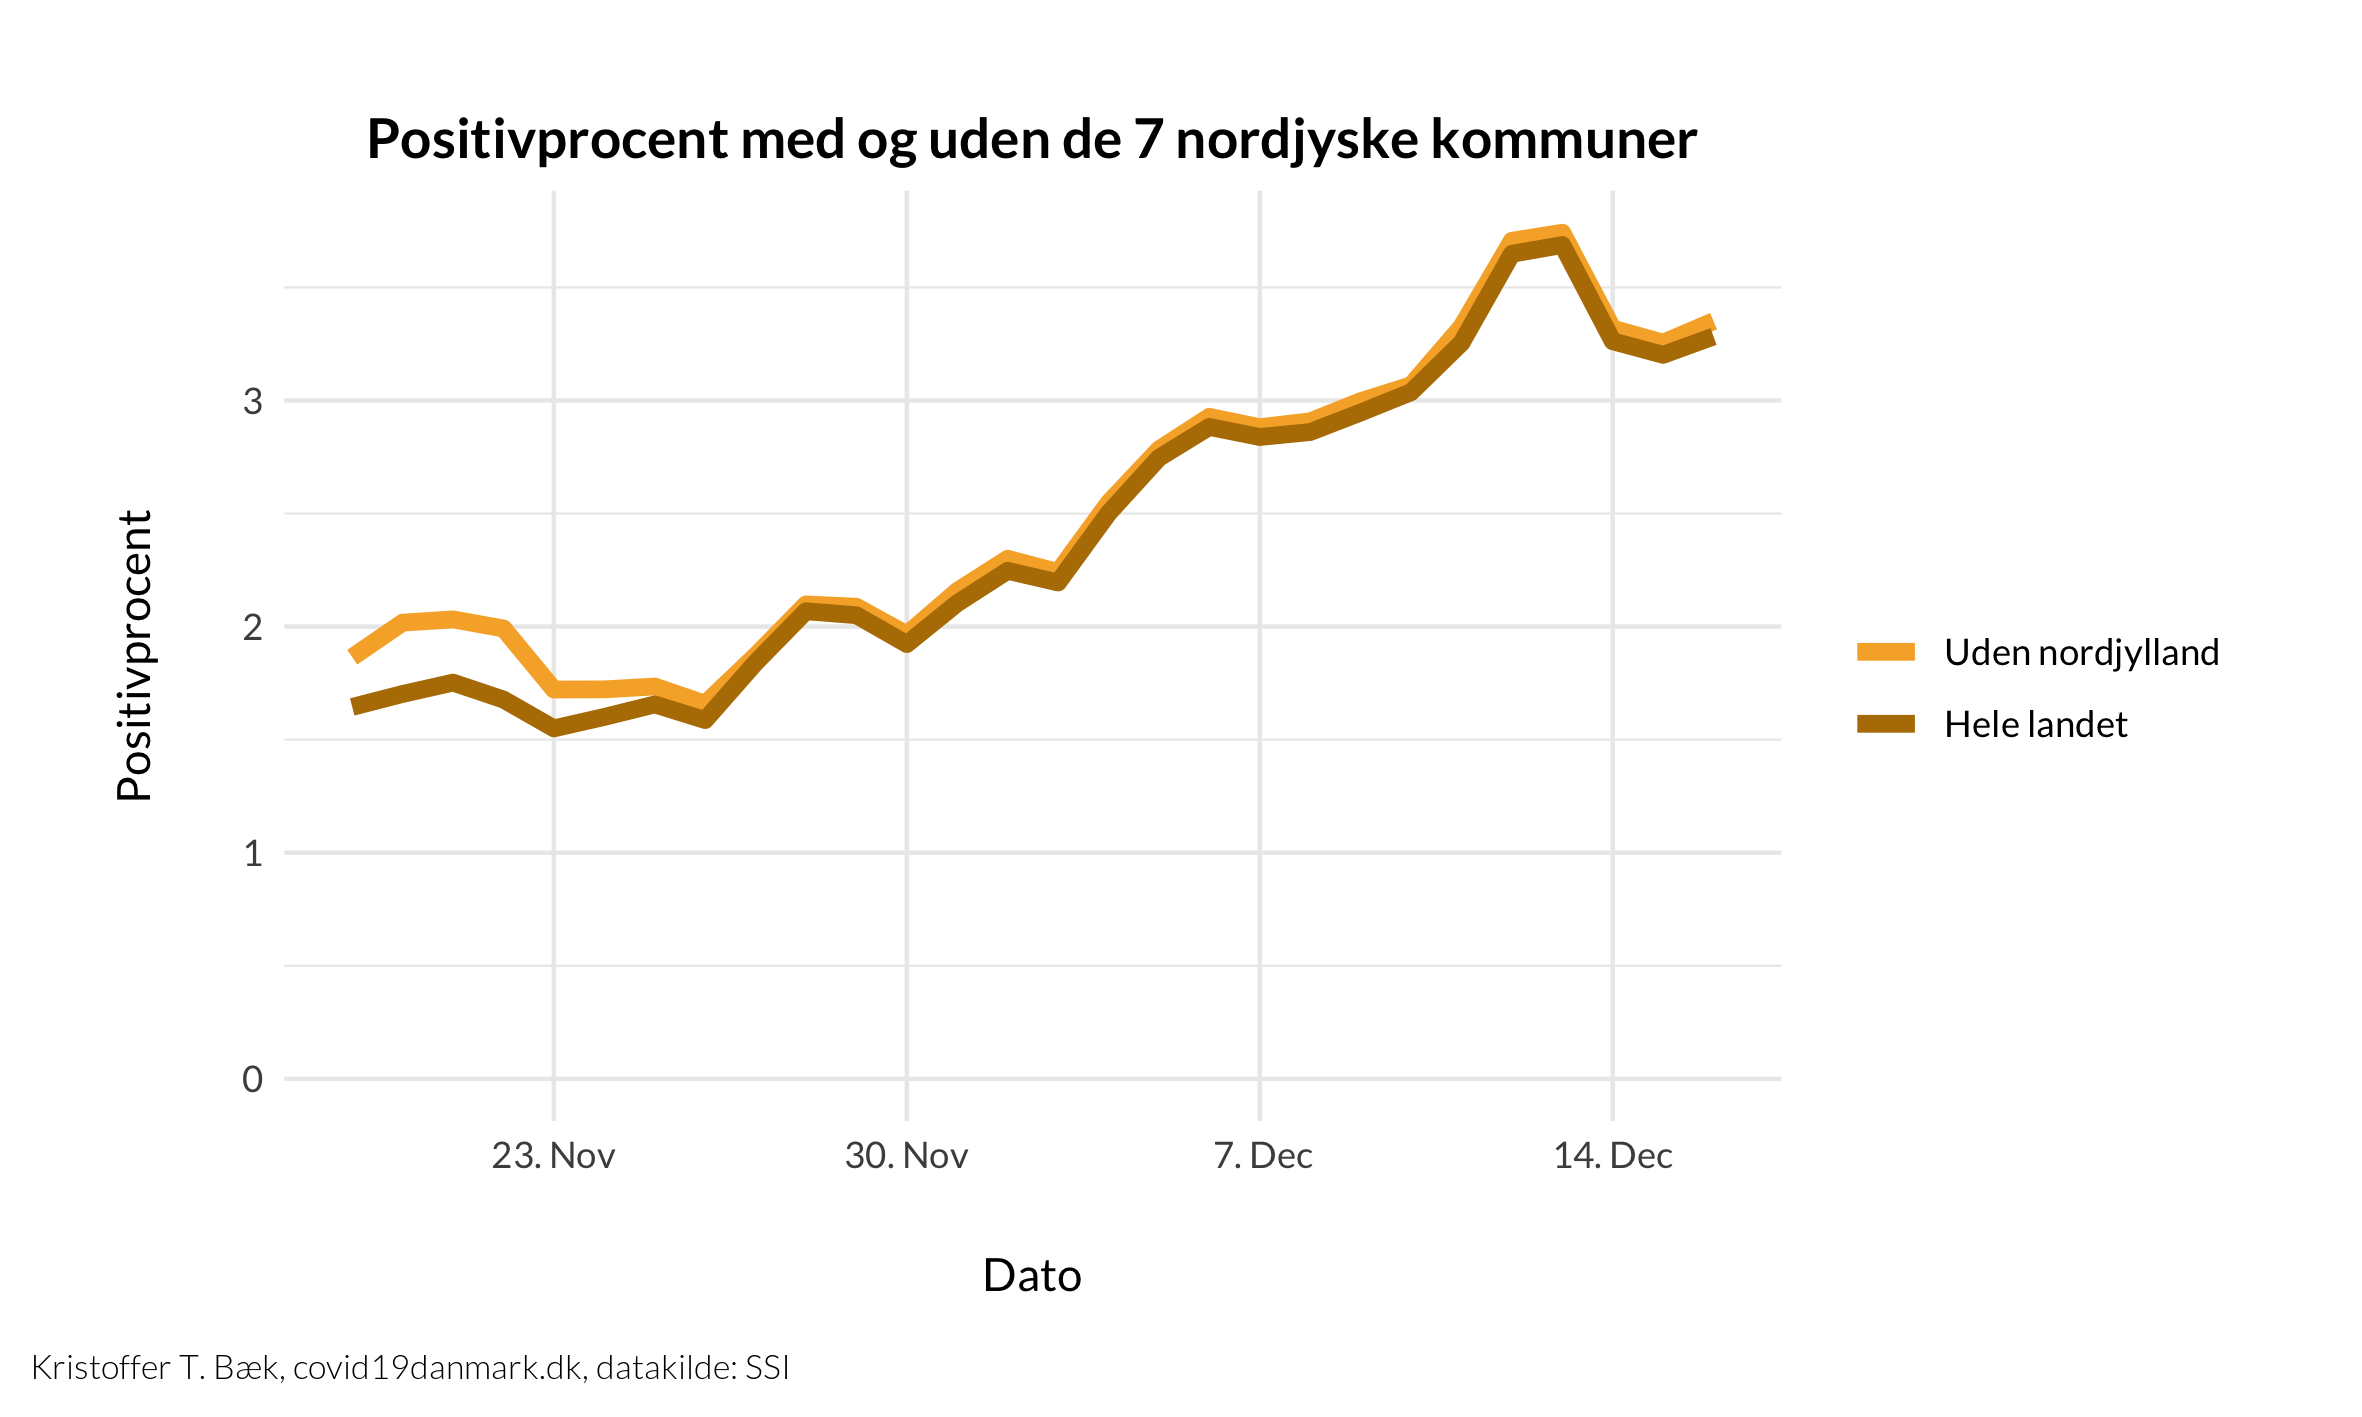 Positivprocent med og uden de 7 nordjyske kommuner
Positivprocent
3
2
1
0
23. Nov
30. Nov
7. Dec
14. Dec
Dato
Uden nordjylland
Hele landet
Kristoffer T. Bæk, covid19danmark.dk, datakilde: SSI